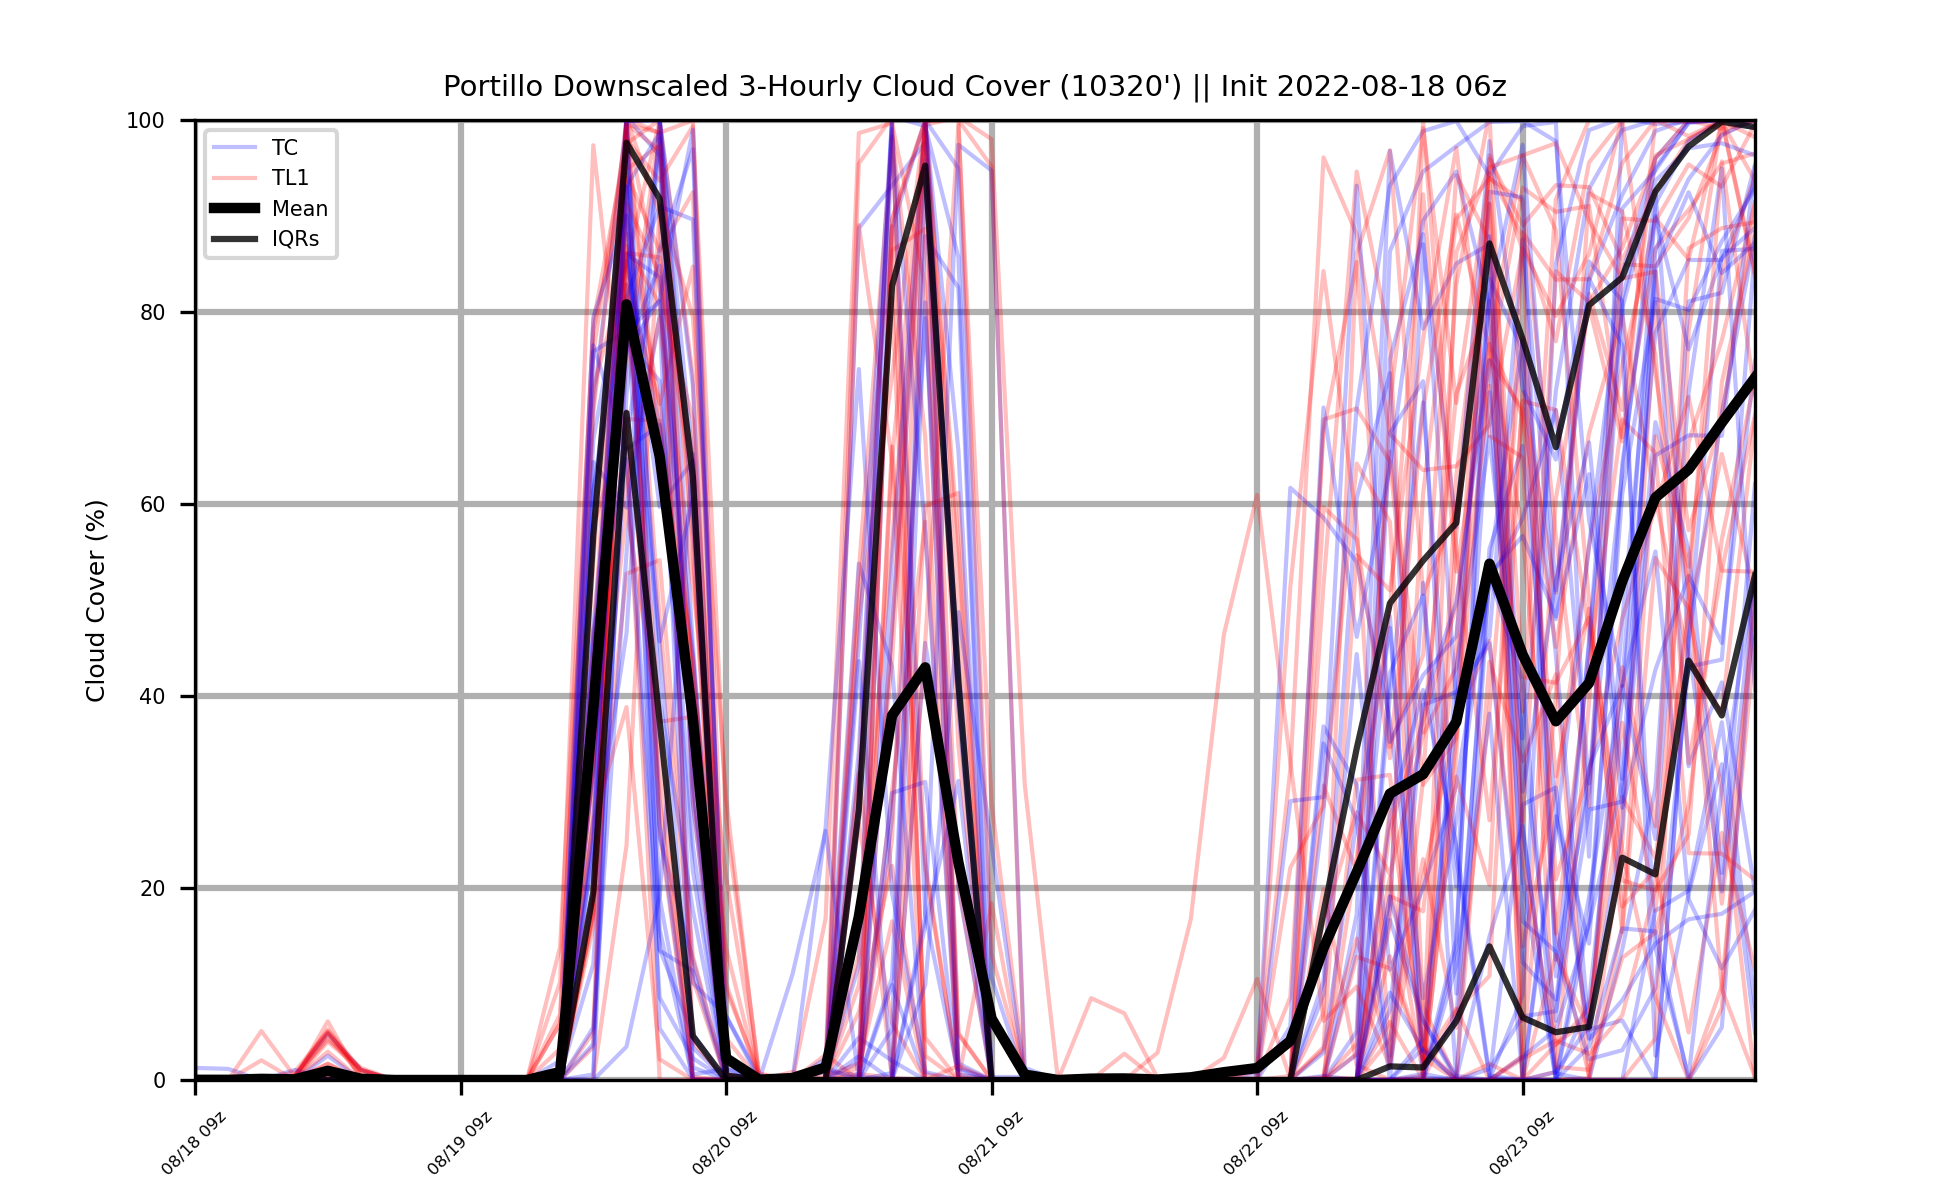 Portillo Downscaled 3-Hourly Cloud Cover (10320') || Init 2022-08-18 06z
Cloud Cover (%)
100
80
60
40
20
0
TC
TL1
Mean
IQRs
08/18 09z
08/19 09z
08/20 09z
08/21 09z
08/22 09z
08/23 09z